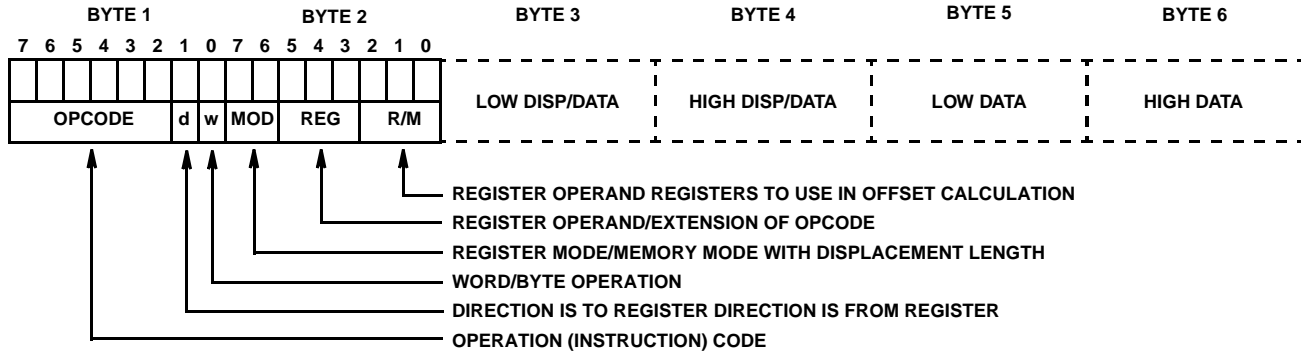 BYTE 1 BYTE 2 BYTE 3 BYTE 4 BYTE 5 BYTE 6
7 6 5 4 3 2 1 0 7 6 5 4 3 2 1 0
LOW DISP/DATA HIGH DISP/DATA LOW DATA HIGH DATA
OPCODE d w MOD REG R/M
REGISTER OPERAND REGISTERS TO USE IN OFFSET CALCULATION
REGISTER OPERAND/EXTENSION OF OPCODE
REGISTER MODE/MEMORY MODE WITH DISPLACEMENT LENGTH
WORD/BYTE OPERATION
DIRECTION IS TO REGISTER DIRECTION IS FROM REGISTER
OPERATION (INSTRUCTION) CODE